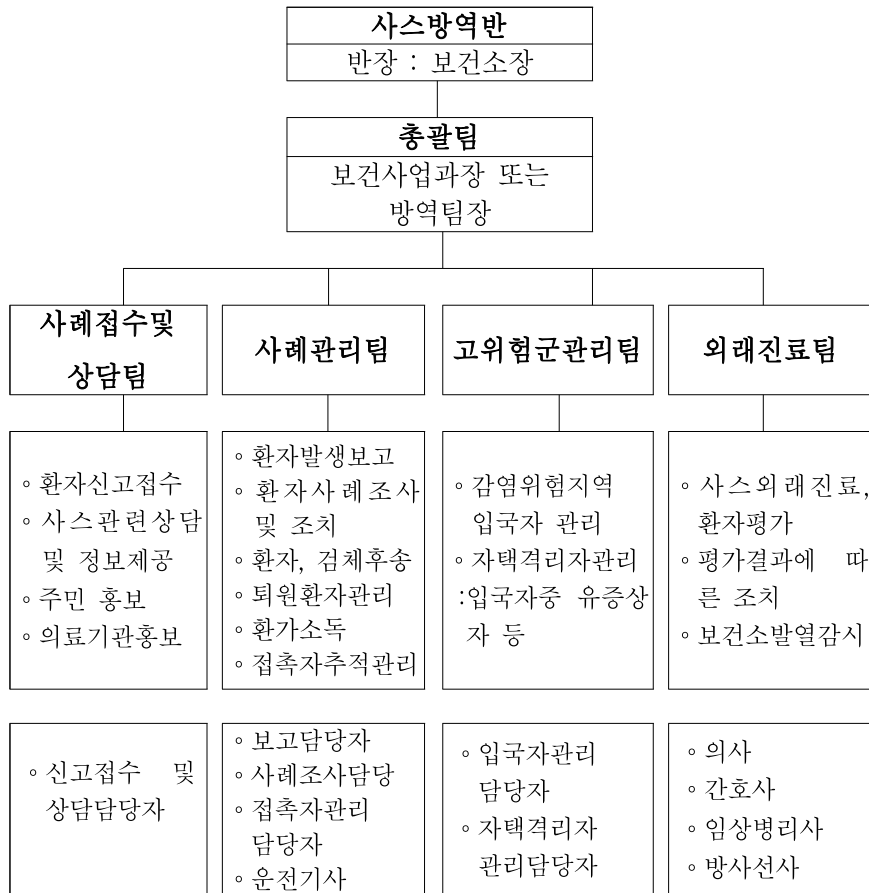 사스방역반
반장 : 보건소장
총괄팀
보건사업과장 또는
방역팀장
사례접수및
상담팀
사례관리팀
고위험군관리팀
외래진료팀
◦ 환자신고접수
◦ 사스관련상담
및 정보제공
◦ 주민 홍보
◦ 의료기관홍보
◦ 환자발생보고
◦ 환자사례조사
및 조치
◦ 환자, 검체후송
◦ 퇴원환자관리
◦ 환가소독
◦ 접촉자추적관리
◦ 감염위험지역
입국자 관리
◦ 자택격리자관리
:입국자중 유증상
자 등
◦ 사스외래진료,
환자평가
◦ 평가결과에 따
른 조치
◦ 보건소발열감시
◦ 신고접수 및
상담담당자
◦ 보고담당자
◦ 사례조사담당
◦ 접촉자관리
담당자
◦ 운전기사
◦ 입국자관리
담당자
◦ 자택격리자
관리담당자
◦ 의사
◦ 간호사
◦ 임상병리사
◦ 방사선사